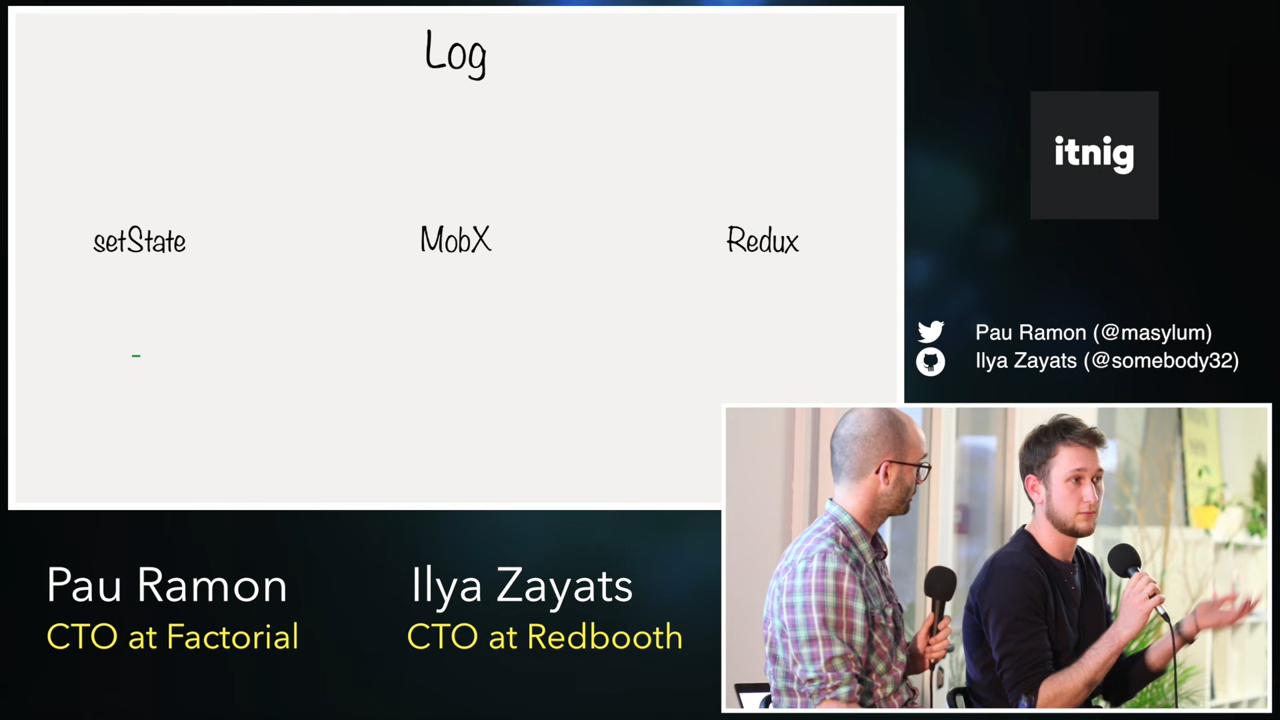 Log
setState
MobX
Redux
-
itnig
Pau Ramon (@masylum)
Ilya Zayats (@somebody32)
Pau Ramon
CTO at Factorial
Ilya Zayats
CTO at Redbooth